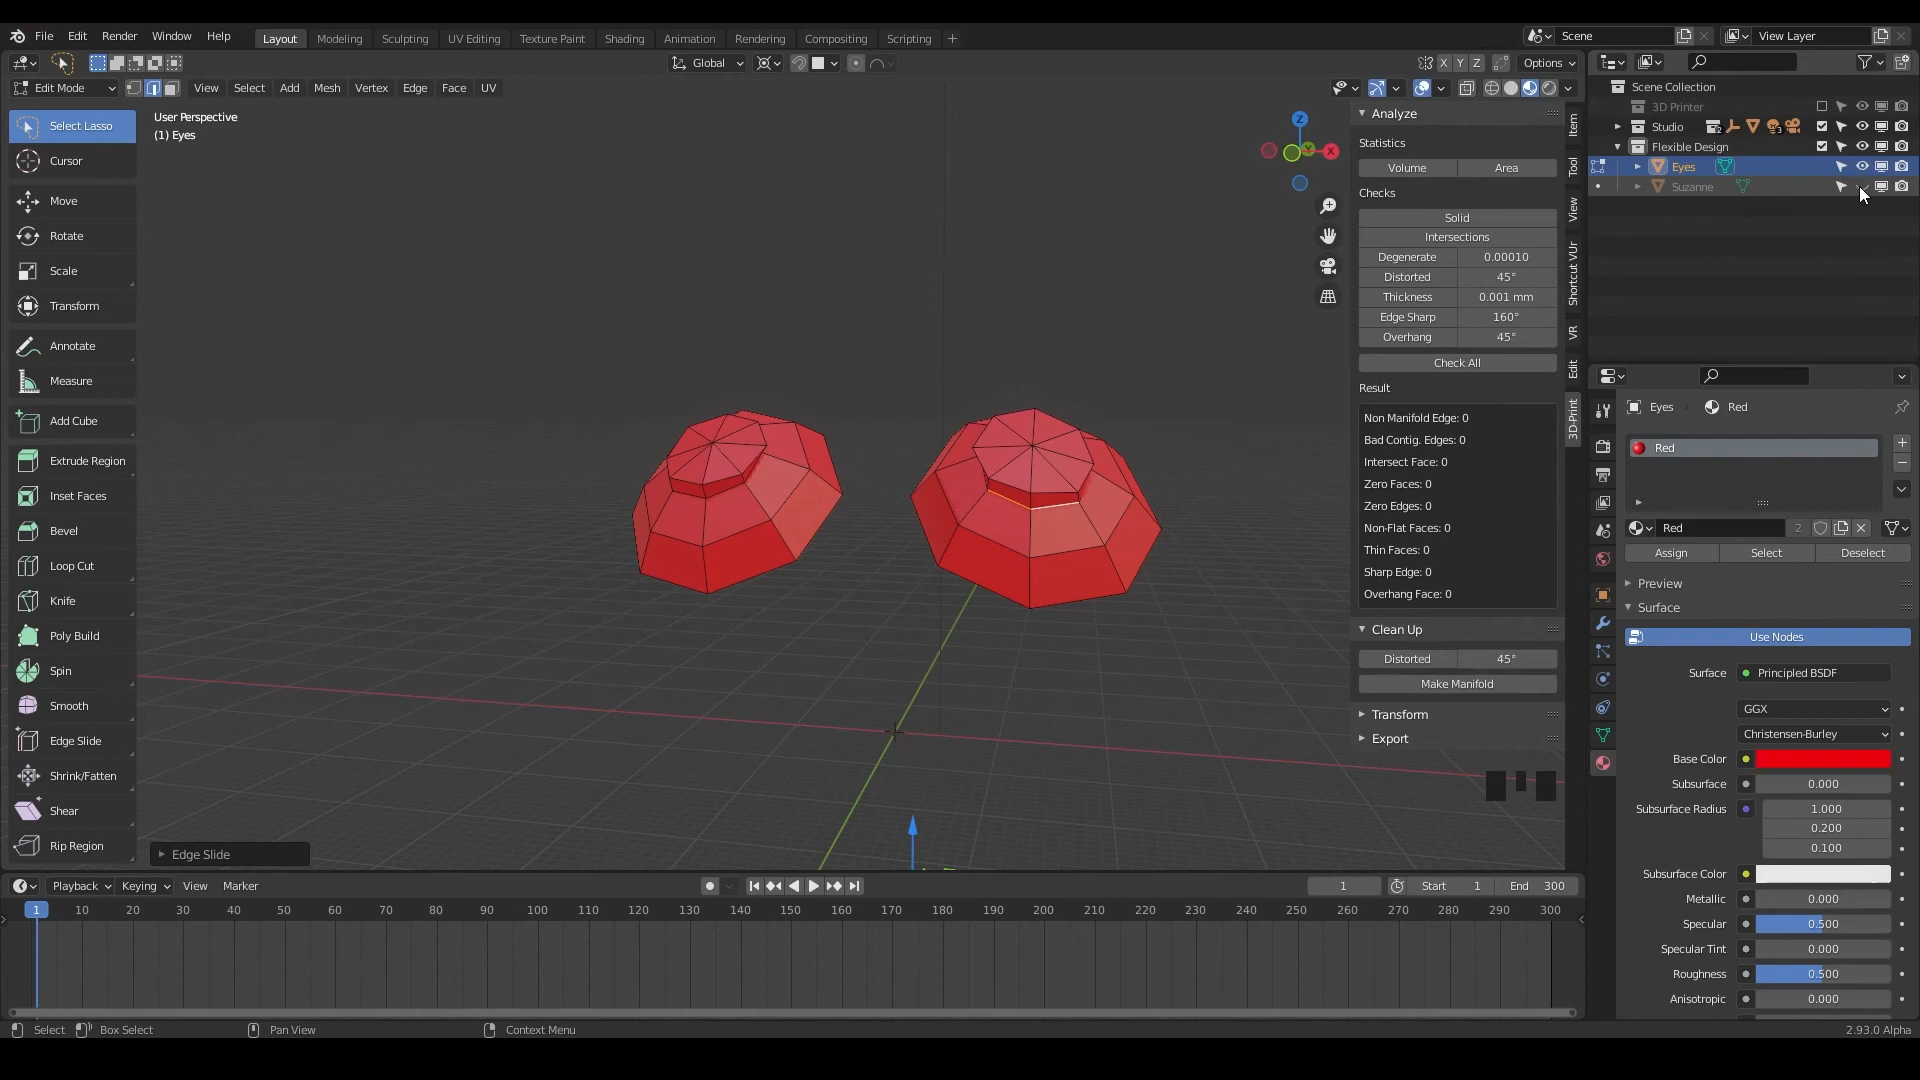 File Edit Render Window Help Layout Modeling Sculpting UV Editing Texture Paint Shading Animation Rendering Compositing Scripting + Scene View Layer
Global X Y Z Options
Edit Mode View Select Add Mesh Vertex Edge Face UV
User Perspective
(1) Eyes
Select Lasso
Cursor
Move
Rotate
Scale
Transform
Annotate
Measure
Add Cube
Extrude Region
Inset Faces
Bevel
Loop Cut
Knife
Poly Build
Spin
Smooth
Edge Slide
Shrink/Fatten
Shear
Rip Region
Edge Slide
Z
Y
X
Analyze
Statistics
Volume Area
Checks
Solid
Intersections
Degenerate 0.00010
Distorted 45°
Thickness 0.001 mm
Edge Sharp 160°
Overhang 45°
Check All
Result
Non Manifold Edge: 0
Bad Contig. Edges: 0
Intersect Face: 0
Zero Faces: 0
Zero Edges: 0
Non-Flat Faces: 0
Thin Faces: 0
Sharp Edge: 0
Overhang Face: 0
Clean Up
Distorted 45°
Make Manifold
Transform
Export
Item
Tool
View
Shortcut VUr
VR
Edit
3D-Print
Scene Collection
3D Printer
Studio 2 3
Flexible Design
Eyes
Suzanne
Eyes Red
Red
Red 2
Assign Select Deselect
Preview
Surface
Use Nodes
Surface Principled BSDF
GGX
Christensen-Burley
Base Color
Subsurface 0.000
Subsurface Radius 1.000
0.200
0.100
Subsurface Color
Metallic 0.000
Specular 0.500
Specular Tint 0.000
Roughness 0.500
Anisotropic 0.000
Playback Keying View Marker 1 Start 1 End 300
1 10 20 30 40 50 60 70 80 90 100 110 120 130 140 150 160 170 180 190 200 210 220 230 240 250 260 270 280 290 300
Select Box Select Pan View Context Menu 2.93.0 Alpha